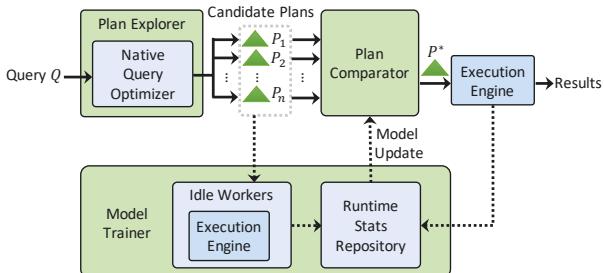 Plan Explorer
Candidate Plans
Native
Query
Optimizer
Query Q
P1
P2
⋮ ⋮ ⋮ ⋮
Pn
Plan
Comparator
P*
Execution
Engine
Results
Model
Update
Model
Trainer
Idle Workers
Execution
Engine
Runtime
Stats
Repository